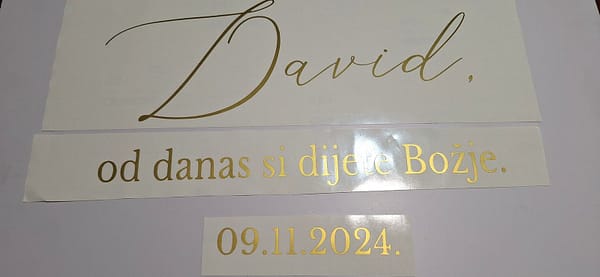 David,
od danas si dijete Božje.
09.11.2024.